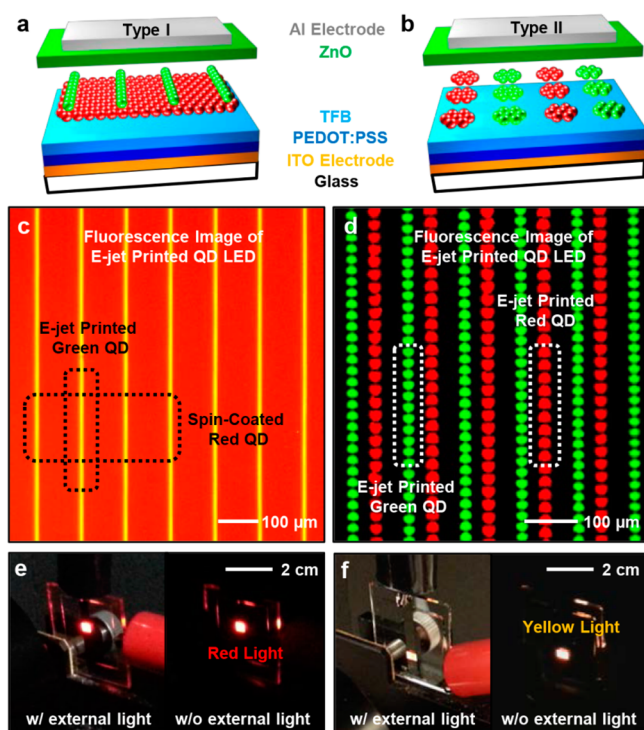 a
Type I
Al Electrode
ZnO
TFB
PEDOT:PSS
ITO Electrode
Glass
b
Type II
c
Fluorescence Image of
E-jet Printed QD LED
E-jet Printed
Green QD
Spin-Coated
Red QD
100 μm
d
Fluorescence Image of
E-jet Printed QD LED
E-jet Printed
Red QD
E-jet Printed
Green QD
100 μm
e
2 cm
Red Light
w/ external light
w/o external light
f
2 cm
Yellow Light
w/ external light
w/o external light